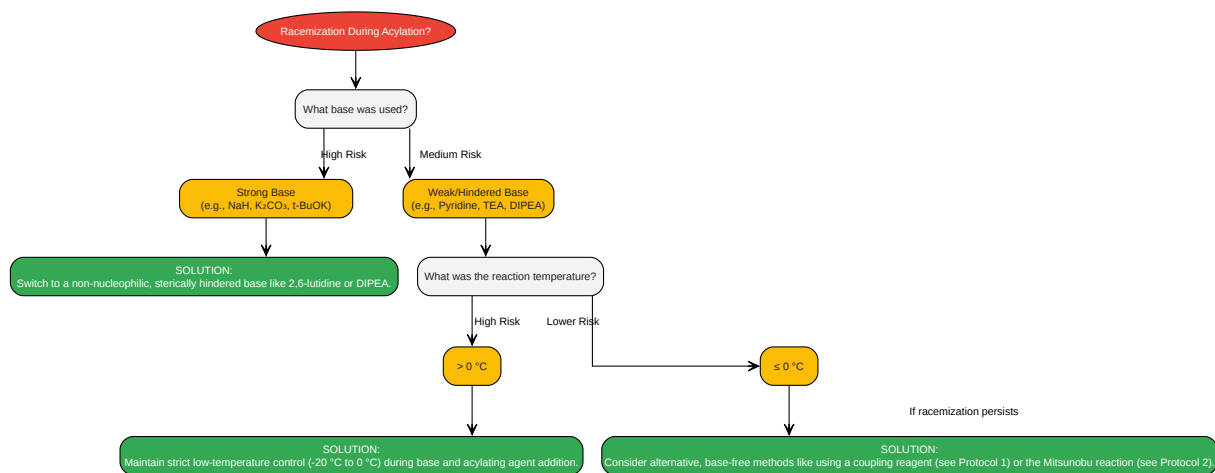 Racemization During Acylation?
What base was used?
High Risk
Medium Risk
Strong Base
(e.g., NaH, K₂CO₃, t-BuOK)
Weak/Hindered Base
(e.g., Pyridine, TEA, DIPEA)
SOLUTION:
Switch to a non-nucleophilic, sterically hindered base like 2,6-lutidine or DIPEA.
What was the reaction temperature?
High Risk
Lower Risk
> 0 °C
≤ 0 °C
If racemization persists
SOLUTION:
Maintain strict low-temperature control (-20 °C to 0 °C) during base and acylating agent addition.
SOLUTION:
Consider alternative, base-free methods like using a coupling reagent (see Protocol 1) or the Mitsunobu reaction (see Protocol 2).